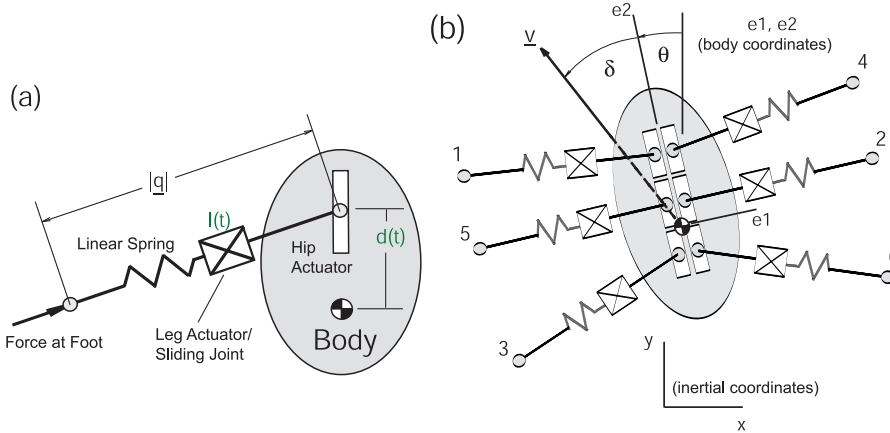 (a)
|q|
l(t)
Linear Spring
Hip
Actuator
d(t)
Force at Foot
Leg Actuator/
Sliding Joint
Body
(b)
v
e2
δ
θ
e1, e2
(body coordinates)
4
1
2
5
e1
3
y
(inertial coordinates)
x